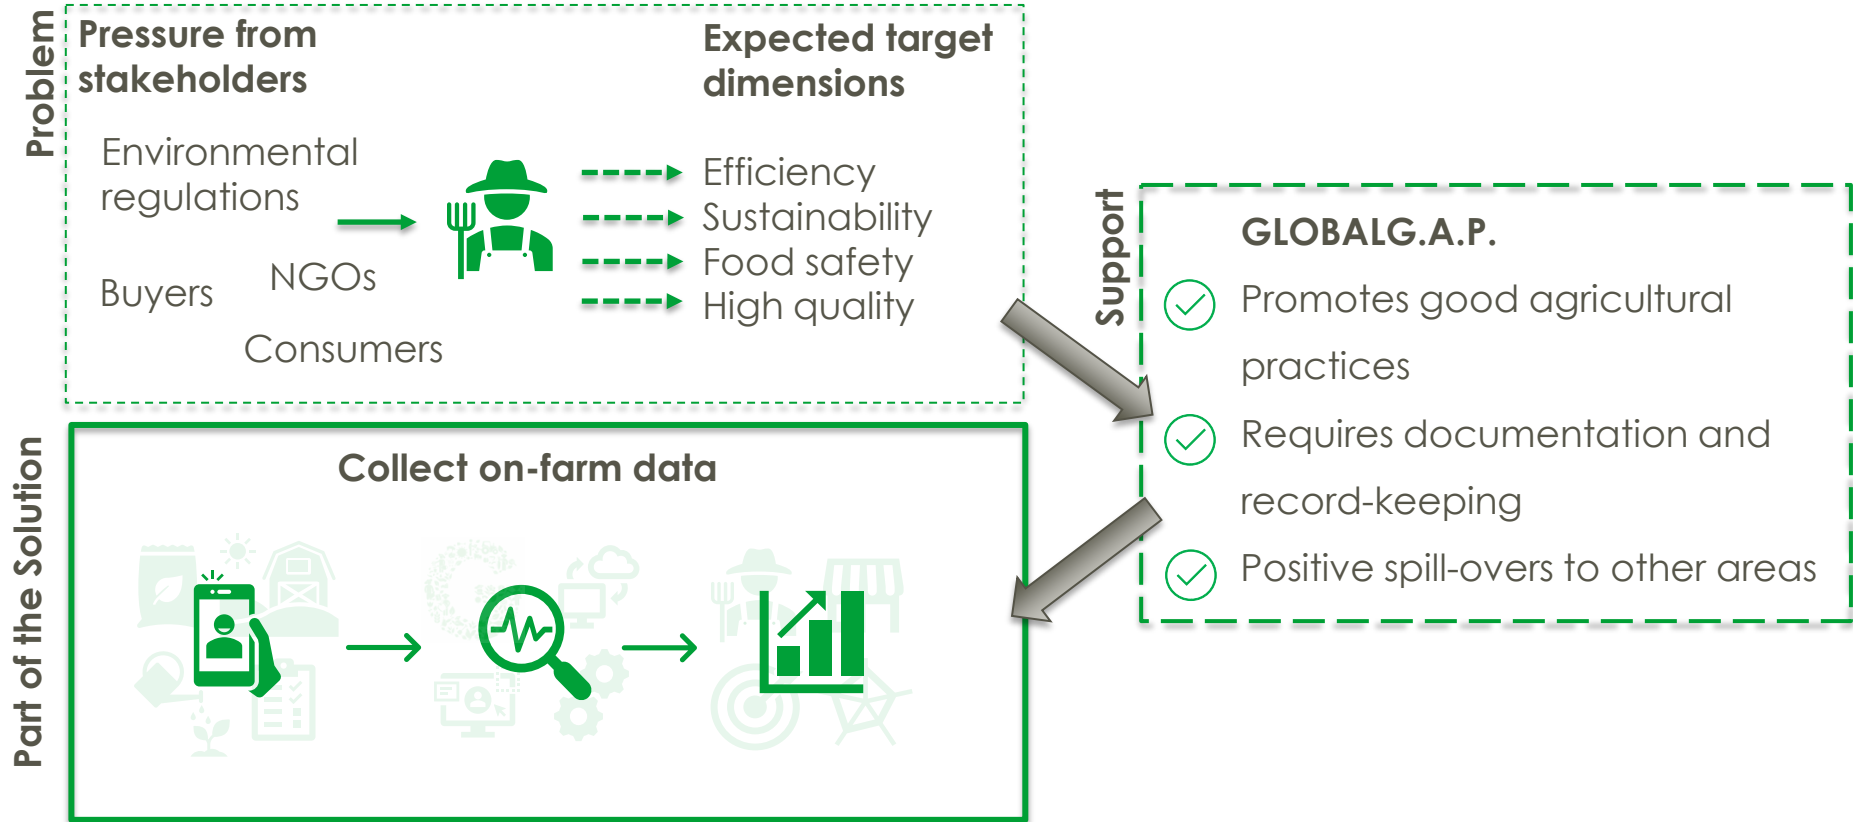 Problem
Pressure from
stakeholders
Environmental
regulations
Buyers
NGOs
Consumers
Expected target
dimensions
Efficiency
Sustainability
Food safety
High quality
Support
GLOBALG.A.P.
Promotes good agricultural
practices
Requires documentation and
record-keeping
Positive spill-overs to other areas
Part of the Solution
Collect on-farm data